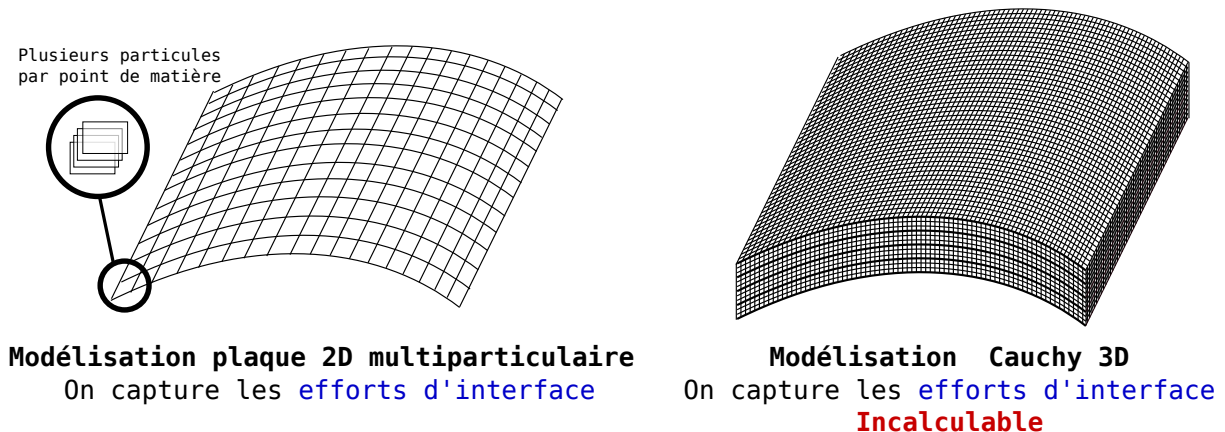 Plusieurs particules
par point de matière
Modélisation plaque 2D multiparticulaire
On capture les efforts d'interface
Modélisation Cauchy 3D
On capture les efforts d'interface
Incalculable